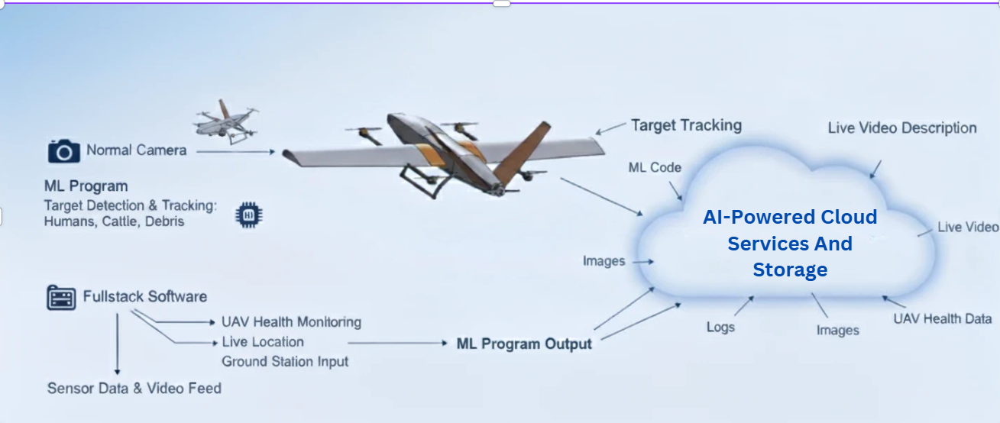 Target Tracking
Live Video Description
Normal Camera
ML Code
ML Program
Target Detection & Tracking:
Humans, Cattle, Debris
AI-Powered Cloud
Services And
Storage
Live Video
Images
Fullstack Software
UAV Health Monitoring
Live Location
Ground Station Input
ML Program Output
Logs
Images
UAV Health Data
Sensor Data & Video Feed